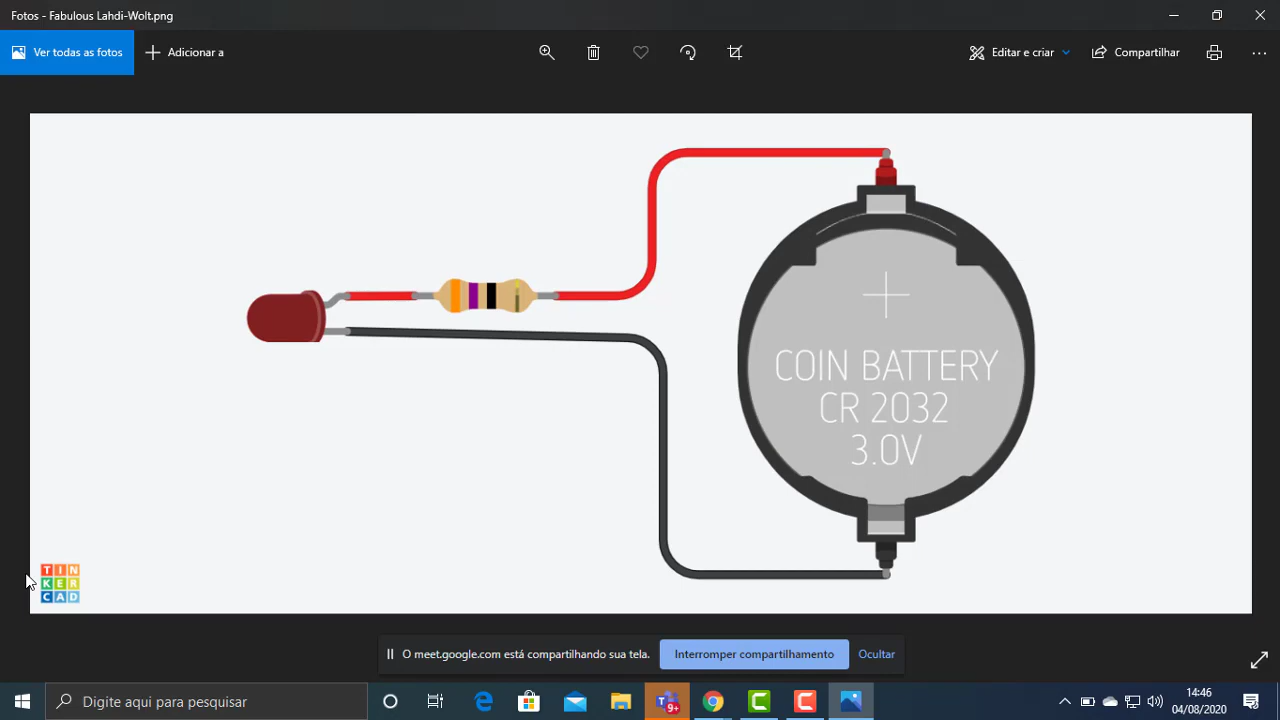 Fotos - Fabulous Lahdi-Wolt.png
Ver todas as fotos
Adicionar a
Editar e criar
Compartilhar
COIN BATTERY
CR 2032
3.0V
TIN
KER
CAD
O meet.google.com está compartilhando sua tela.
Interromper compartilhamento
Ocultar
Digite aqui para pesquisar
9+
14:46
04/08/2020